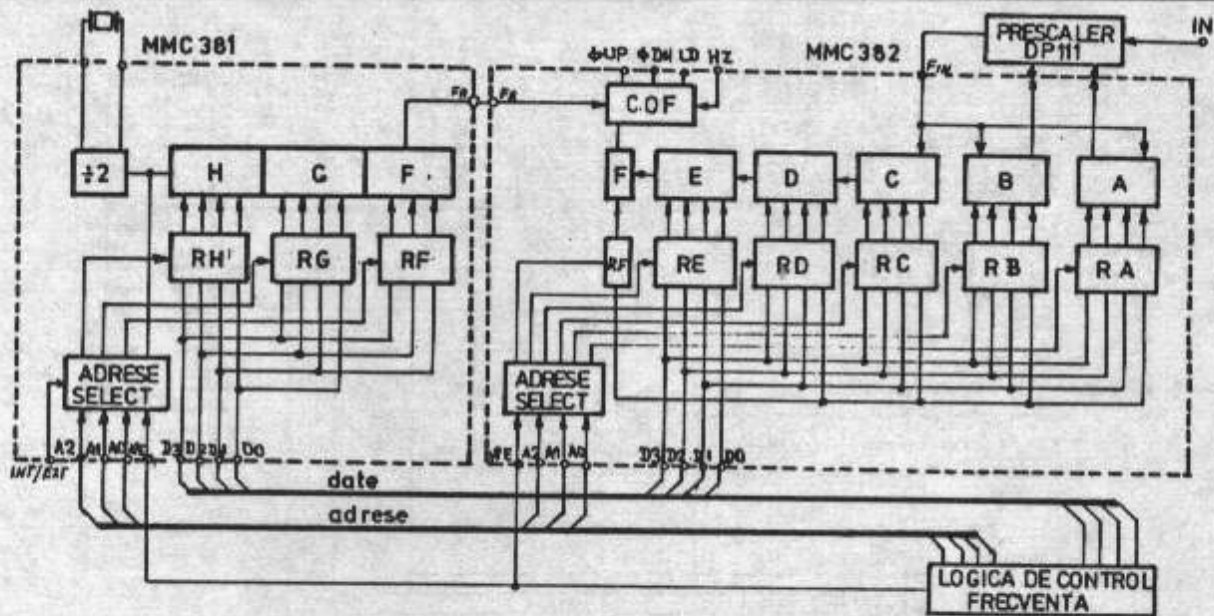 MMC 381
ΦUP ΦDN LD HZ
MMC 382
PRESCALER
DP111
IN
FIN
FR
FR
C.O F
÷2
H
G
F
F
E
D
C
B
A
RH'
RG
RF
RF
RE
RD
RC
RB
RA
ADRESE
SELECT
ADRESE
SELECT
INT/EXT
A2 A1 A0
D3 D2 D1 D0
A2 A1 A0
D3 D2 D1 D0
date
adrese
LOGICA DE CONTROL
FRECVENTA